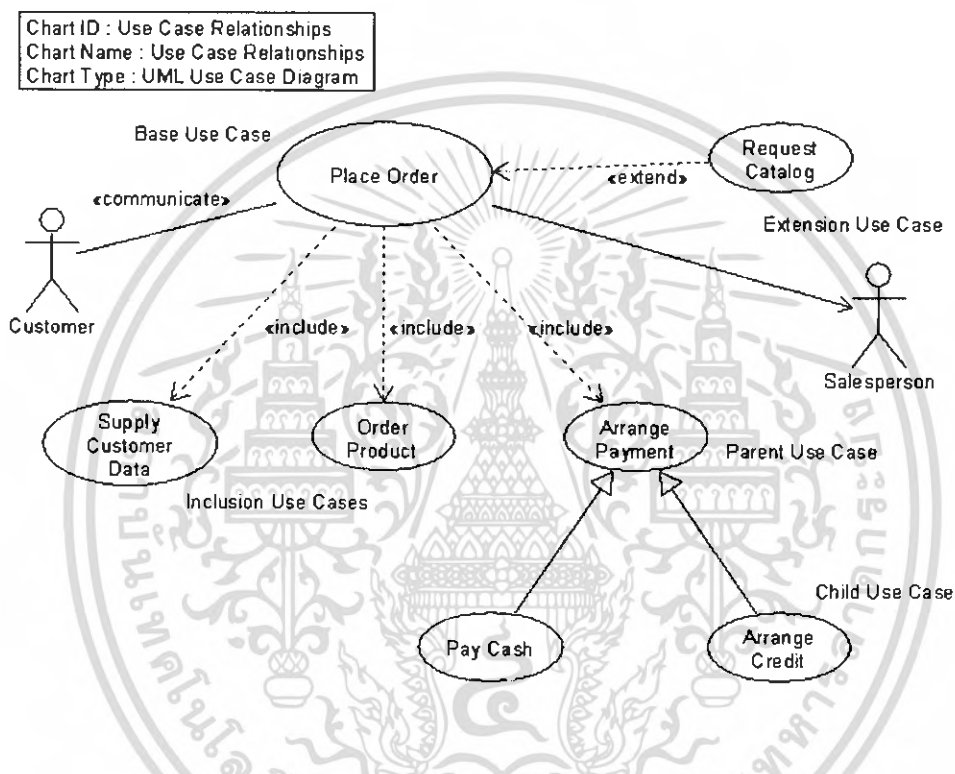 Chart ID : Use Case Relationships
Chart Name : Use Case Relationships
Chart Type : UML Use Case Diagram
Base Use Case
Place Order
Request
Catalog
«extend»
«communicate»
Extension Use Case
Customer
«include»
«include»
«include»
Salesperson
Supply
Customer
Data
Order
Product
Arrange
Payment
Parent Use Case
Inclusion Use Cases
Child Use Case
Pay Cash
Arrange
Credit